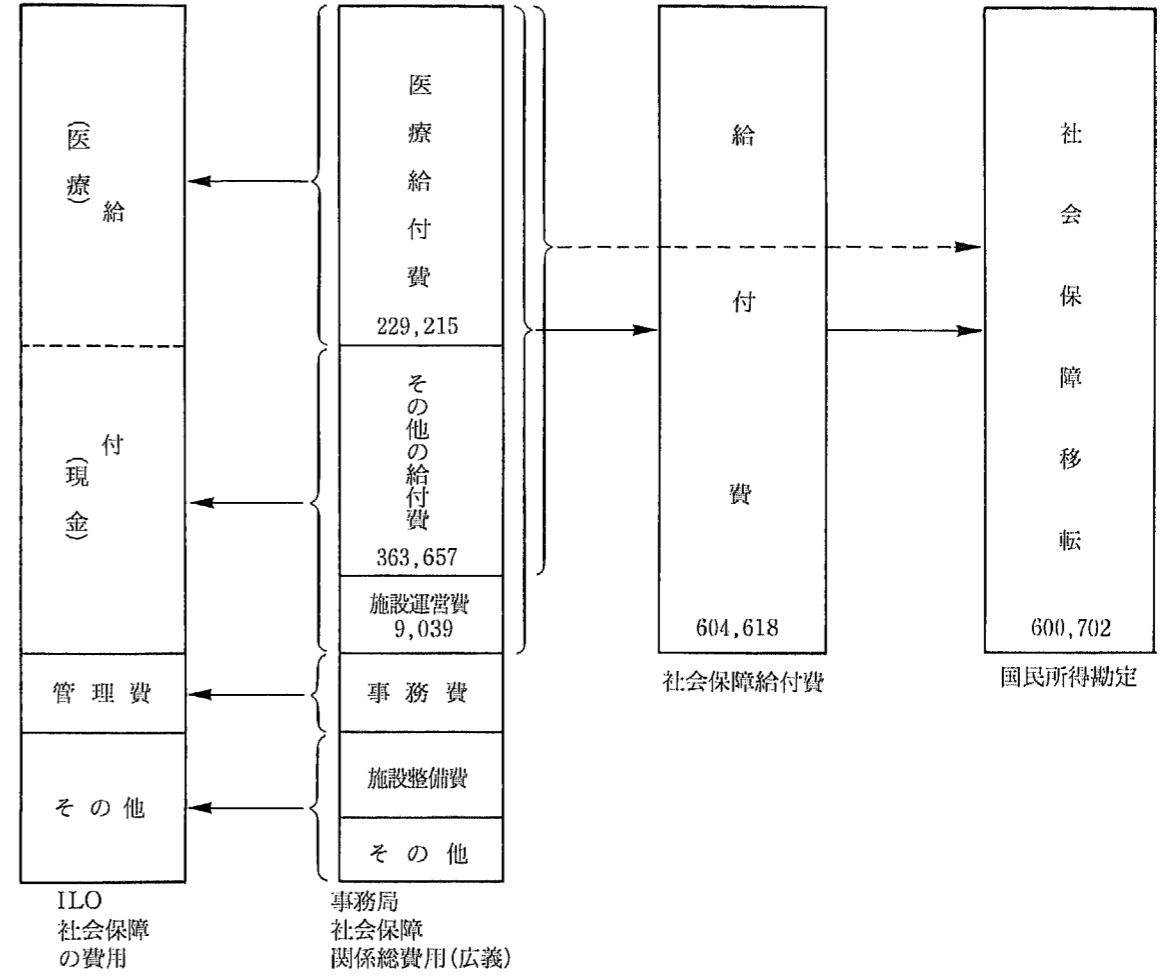 (医療)
給
付
(現金)
管理費
その他
ILO
社会保障
の費用
医療給付費
229,215
その他の給付費
363,657
施設運営費
9,039
事務費
施設整備費
その他
事務局
社会保障
関係総費用(広義)
給付費
604,618
社会保障給付費
社会保障移転
600,702
国民所得勘定